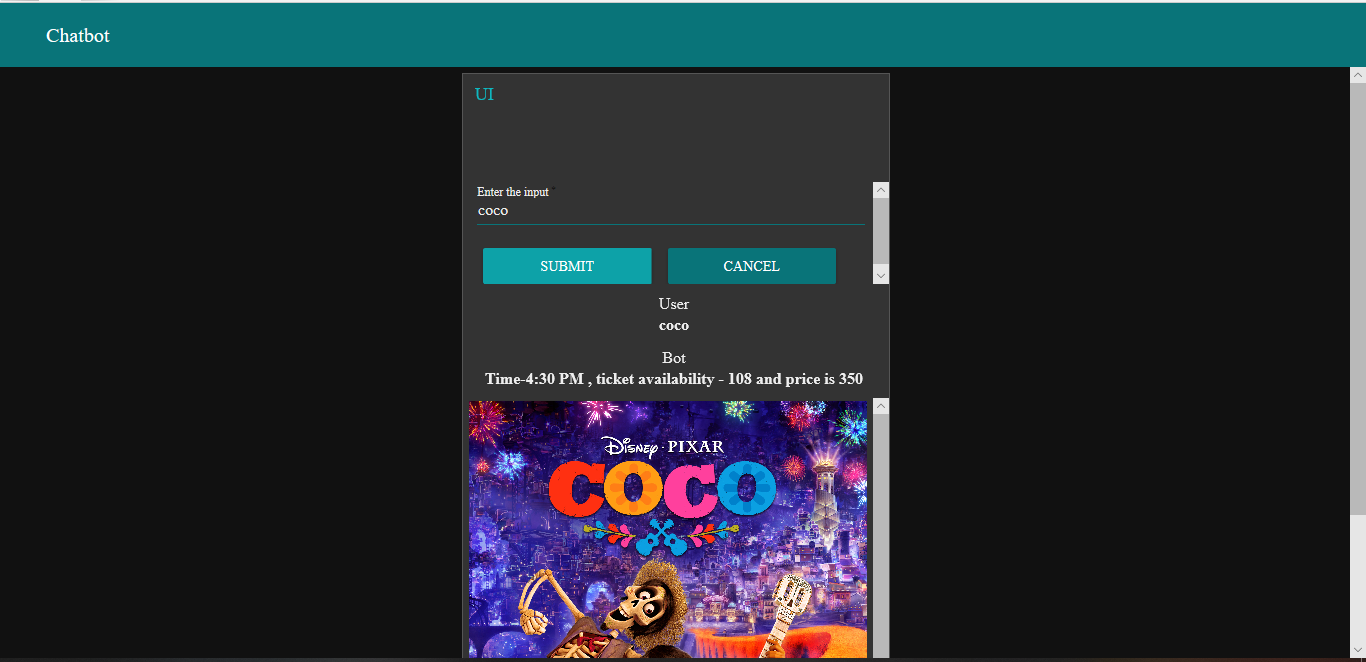 Chatbot
UI
Enter the input *
coco
SUBMIT CANCEL
User
coco
Bot
Time-4:30 PM , ticket availability - 108 and price is 350
Disney · PIXAR
COCO